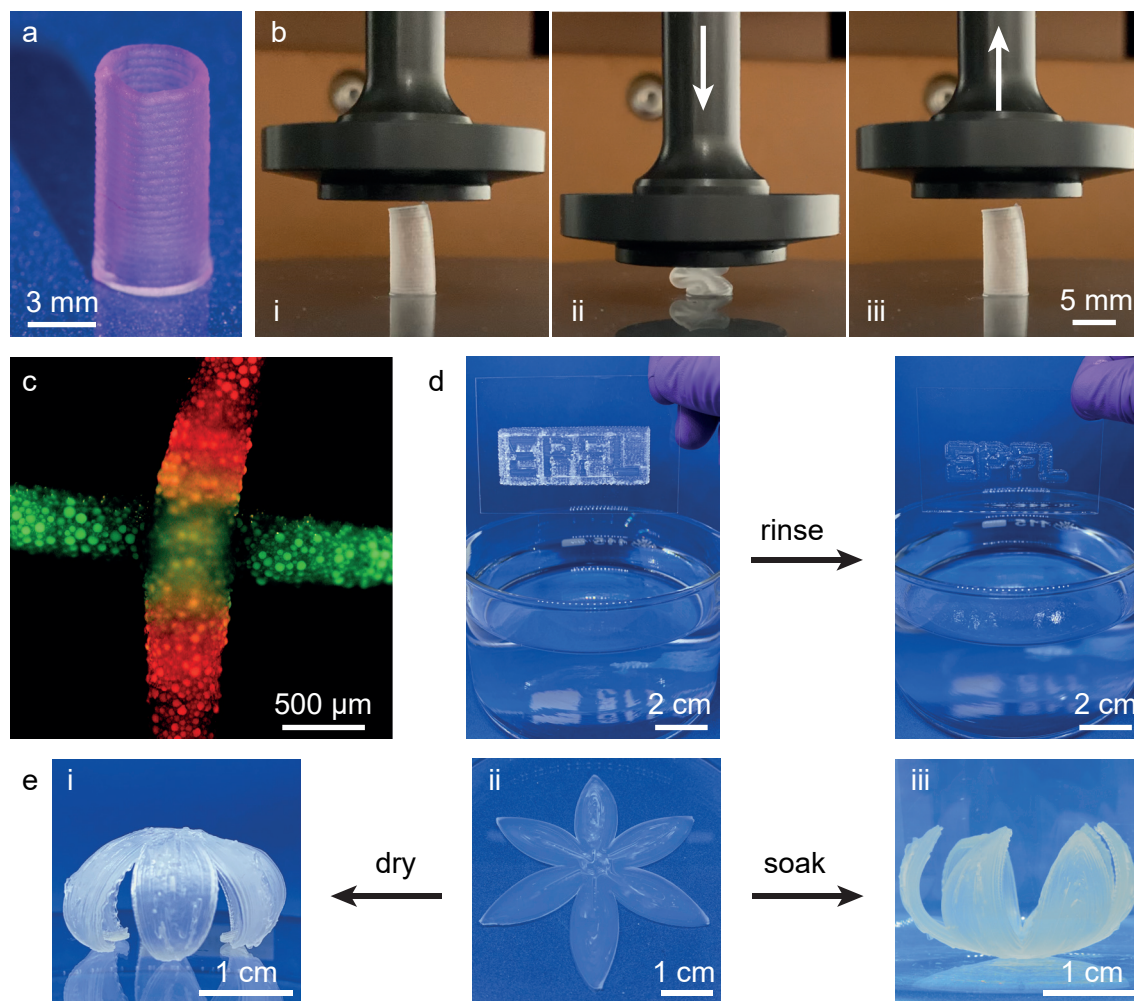 a
3 mm
b
i
ii
iii
5 mm
c
500 µm
d
EPFL
2 cm
rinse
EPFL
2 cm
e
i
1 cm
dry
ii
1 cm
soak
iii
1 cm